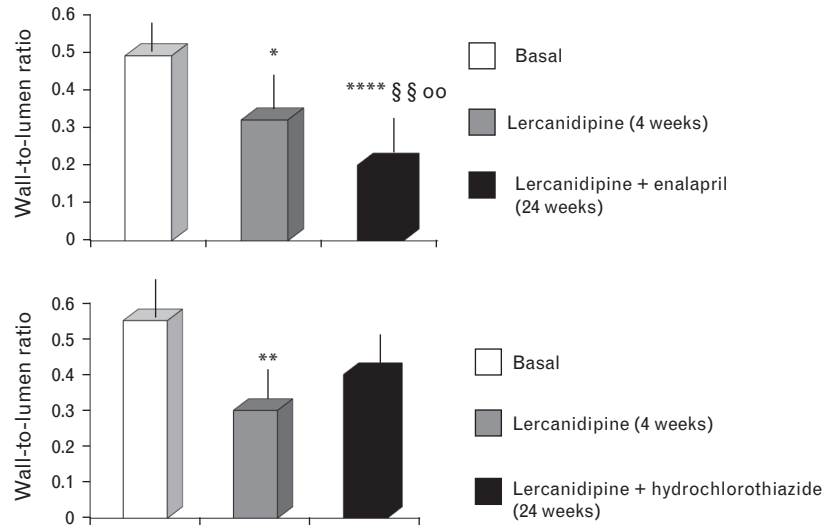 Wall-to-lumen ratio
0.6
0.5
0.4
0.3
0.2
0.1
0
*
**** § § oo
Basal
Lercanidipine (4 weeks)
Lercanidipine + enalapril
(24 weeks)
Wall-to-lumen ratio
0.6
0.5
0.4
0.3
0.2
0.1
0
**
Basal
Lercanidipine (4 weeks)
Lercanidipine + hydrochlorothiazide
(24 weeks)